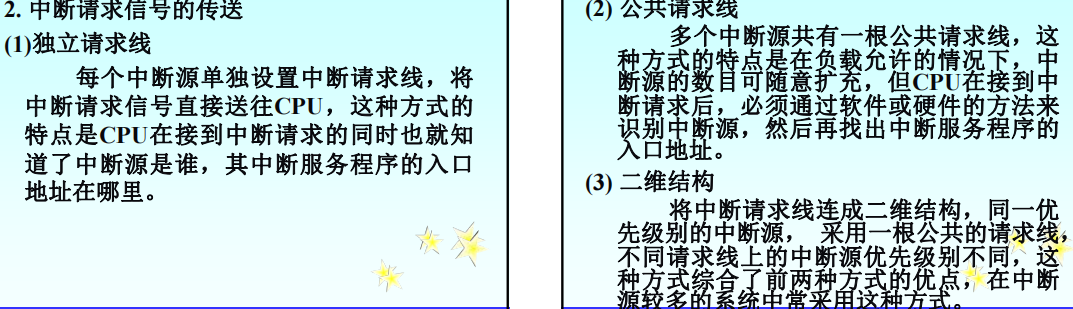 2. 中断请求信号的传送
(1)独立请求线
每个中断源单独设置中断请求线，将
中断请求信号直接送往CPU，这种方式的
特点是CPU在接到中断请求的同时也就知
道了中断源是谁，其中断服务程序的入口
地址在哪里。
(2) 公共请求线
多个中断源共有一根公共请求线，这
种方式的特点是在负载允许的情况下，中
断源的数目可随意扩充，但CPU在接到中
断请求后，必须通过软件或硬件的方法来
识别中断源，然后再找出中断服务程序的
入口地址。
(3) 二维结构
将中断请求线连成二维结构，同一优
先级别的中断源， 采用一根公共的请求线，
不同请求线上的中断源优先级别不同，这
种方式综合了前两种方式的优点，在中断
源较多的系统中常采用这种方式。